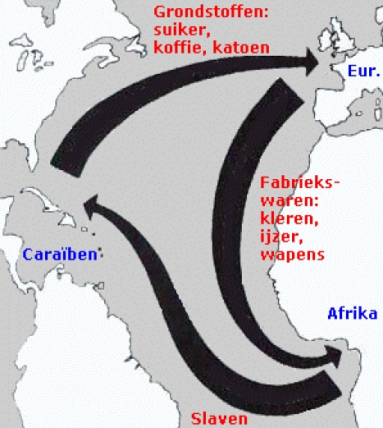 Grondstoffen:
suiker,
koffie, katoen
Eur.
Fabrieks-
waren:
kleren,
ijzer,
wapens
Caraïben
Afrika
Slaven